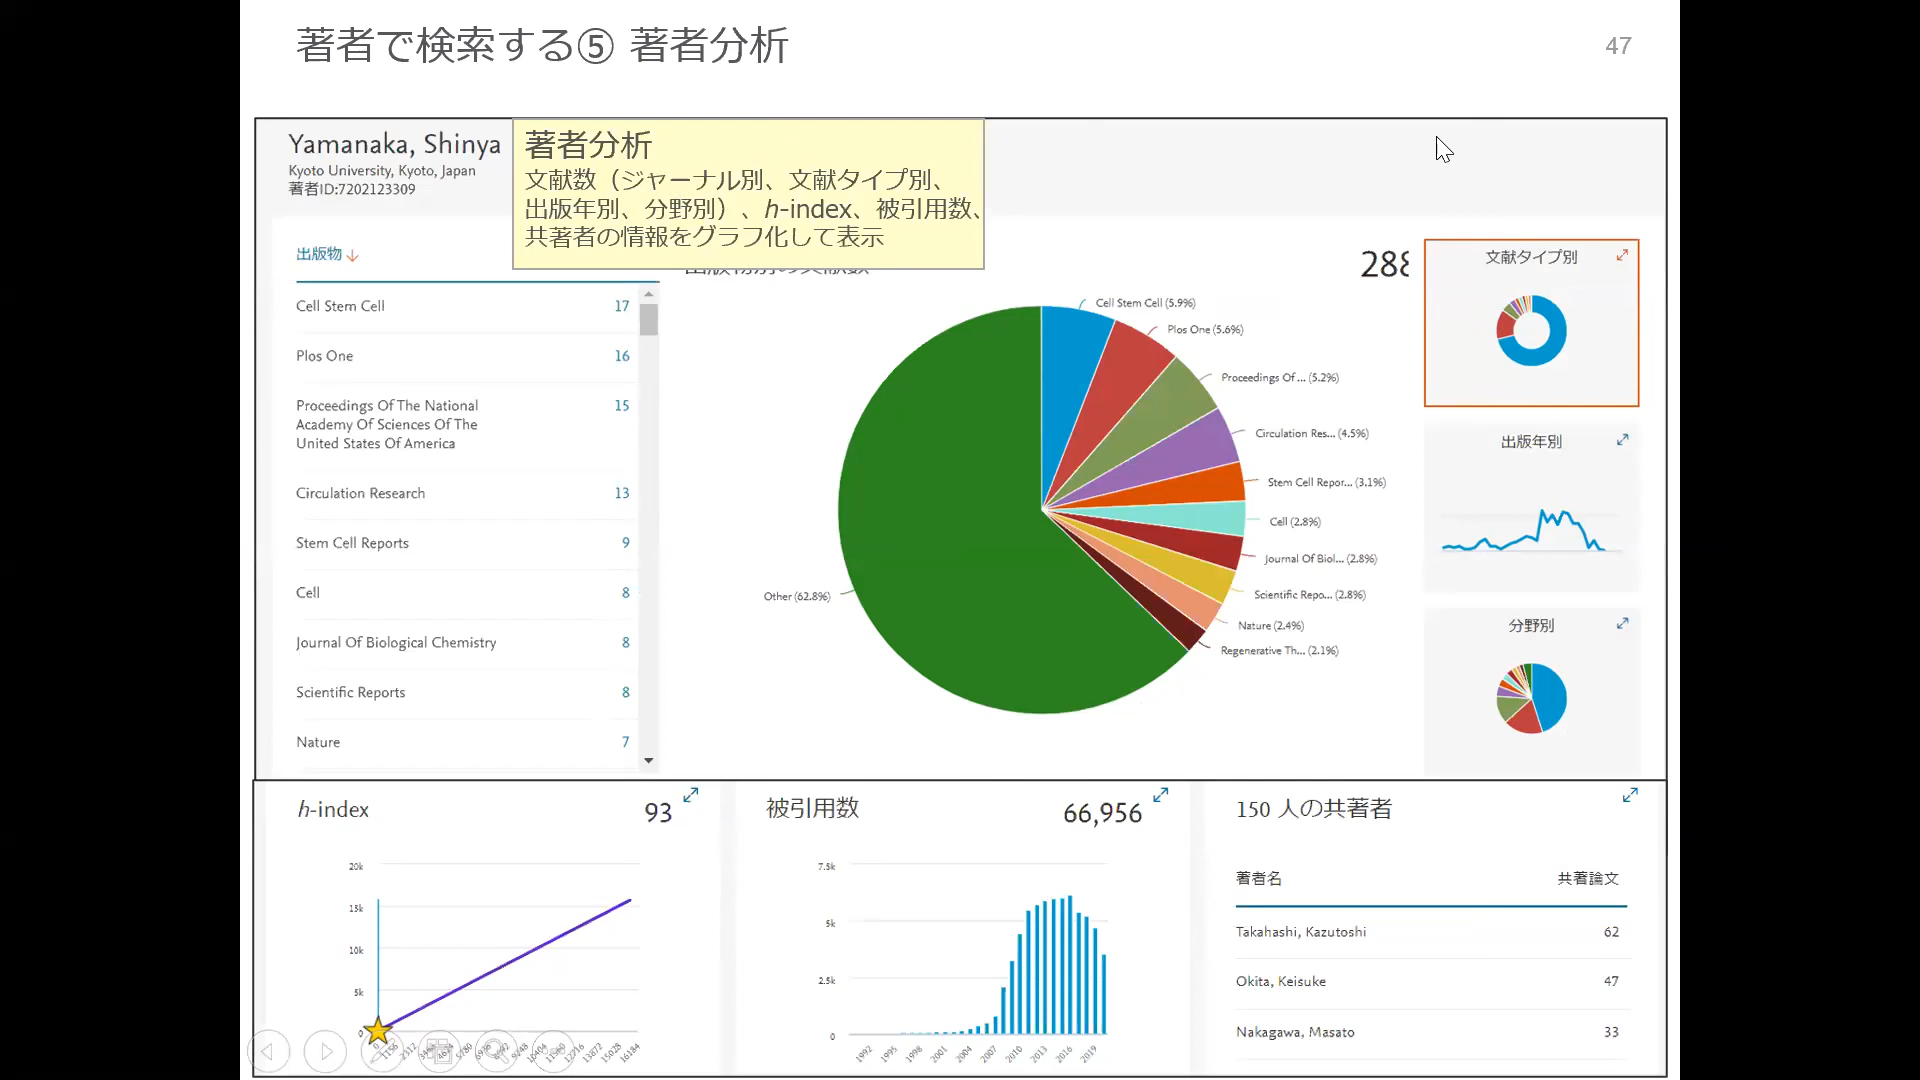 著者で検索する⑤ 著者分析
47
Yamanaka, Shinya
Kyoto University, Kyoto, Japan
著者ID:7202123309
著者分析
文献数（ジャーナル別、文献タイプ別、
出版年別、分野別）、h-index、被引用数、
共著者の情報をグラフ化して表示
出版物
Cell Stem Cell 17
Plos One 16
Proceedings Of The National 15
Academy Of Sciences Of The
United States Of America
Circulation Research 13
Stem Cell Reports 9
Cell 8
Journal Of Biological Chemistry 8
Scientific Reports 8
Nature 7
288
Cell Stem Cell (5.9%)
Plos One (5.6%)
Proceedings Of ... (5.2%)
Circulation Res... (4.5%)
Stem Cell Repor... (3.1%)
Cell (2.8%)
Journal Of Biol... (2.8%)
Scientific Repo... (2.8%)
Nature (2.4%)
Regenerative Th... (2.1%)
Other (62.8%)
文献タイプ別
出版年別
分野別
h-index 93
20k
15k
10k
5k
0
0 1156 2312 5780 12716 13872 15028 16184
被引用数 66,956
7.5k
5k
2.5k
0
1992 1995 1998 2001 2004 2007 2010 2013 2016 2019
150 人の共著者
著者名 共著論文
Takahashi, Kazutoshi 62
Okita, Keisuke 47
Nakagawa, Masato 33